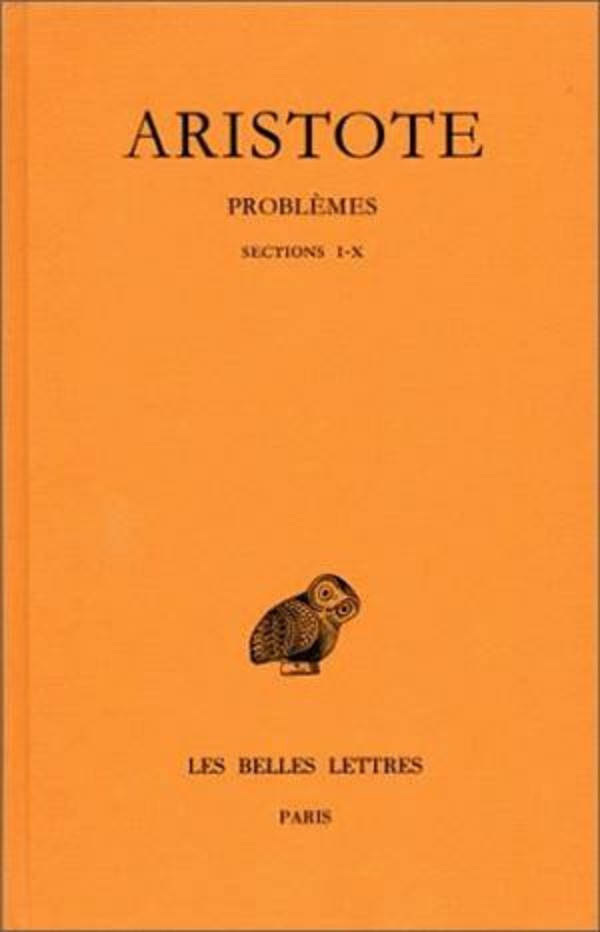 ARISTOTE
PROBLÈMES
SECTIONS I-X
LES BELLES LETTRES
PARIS